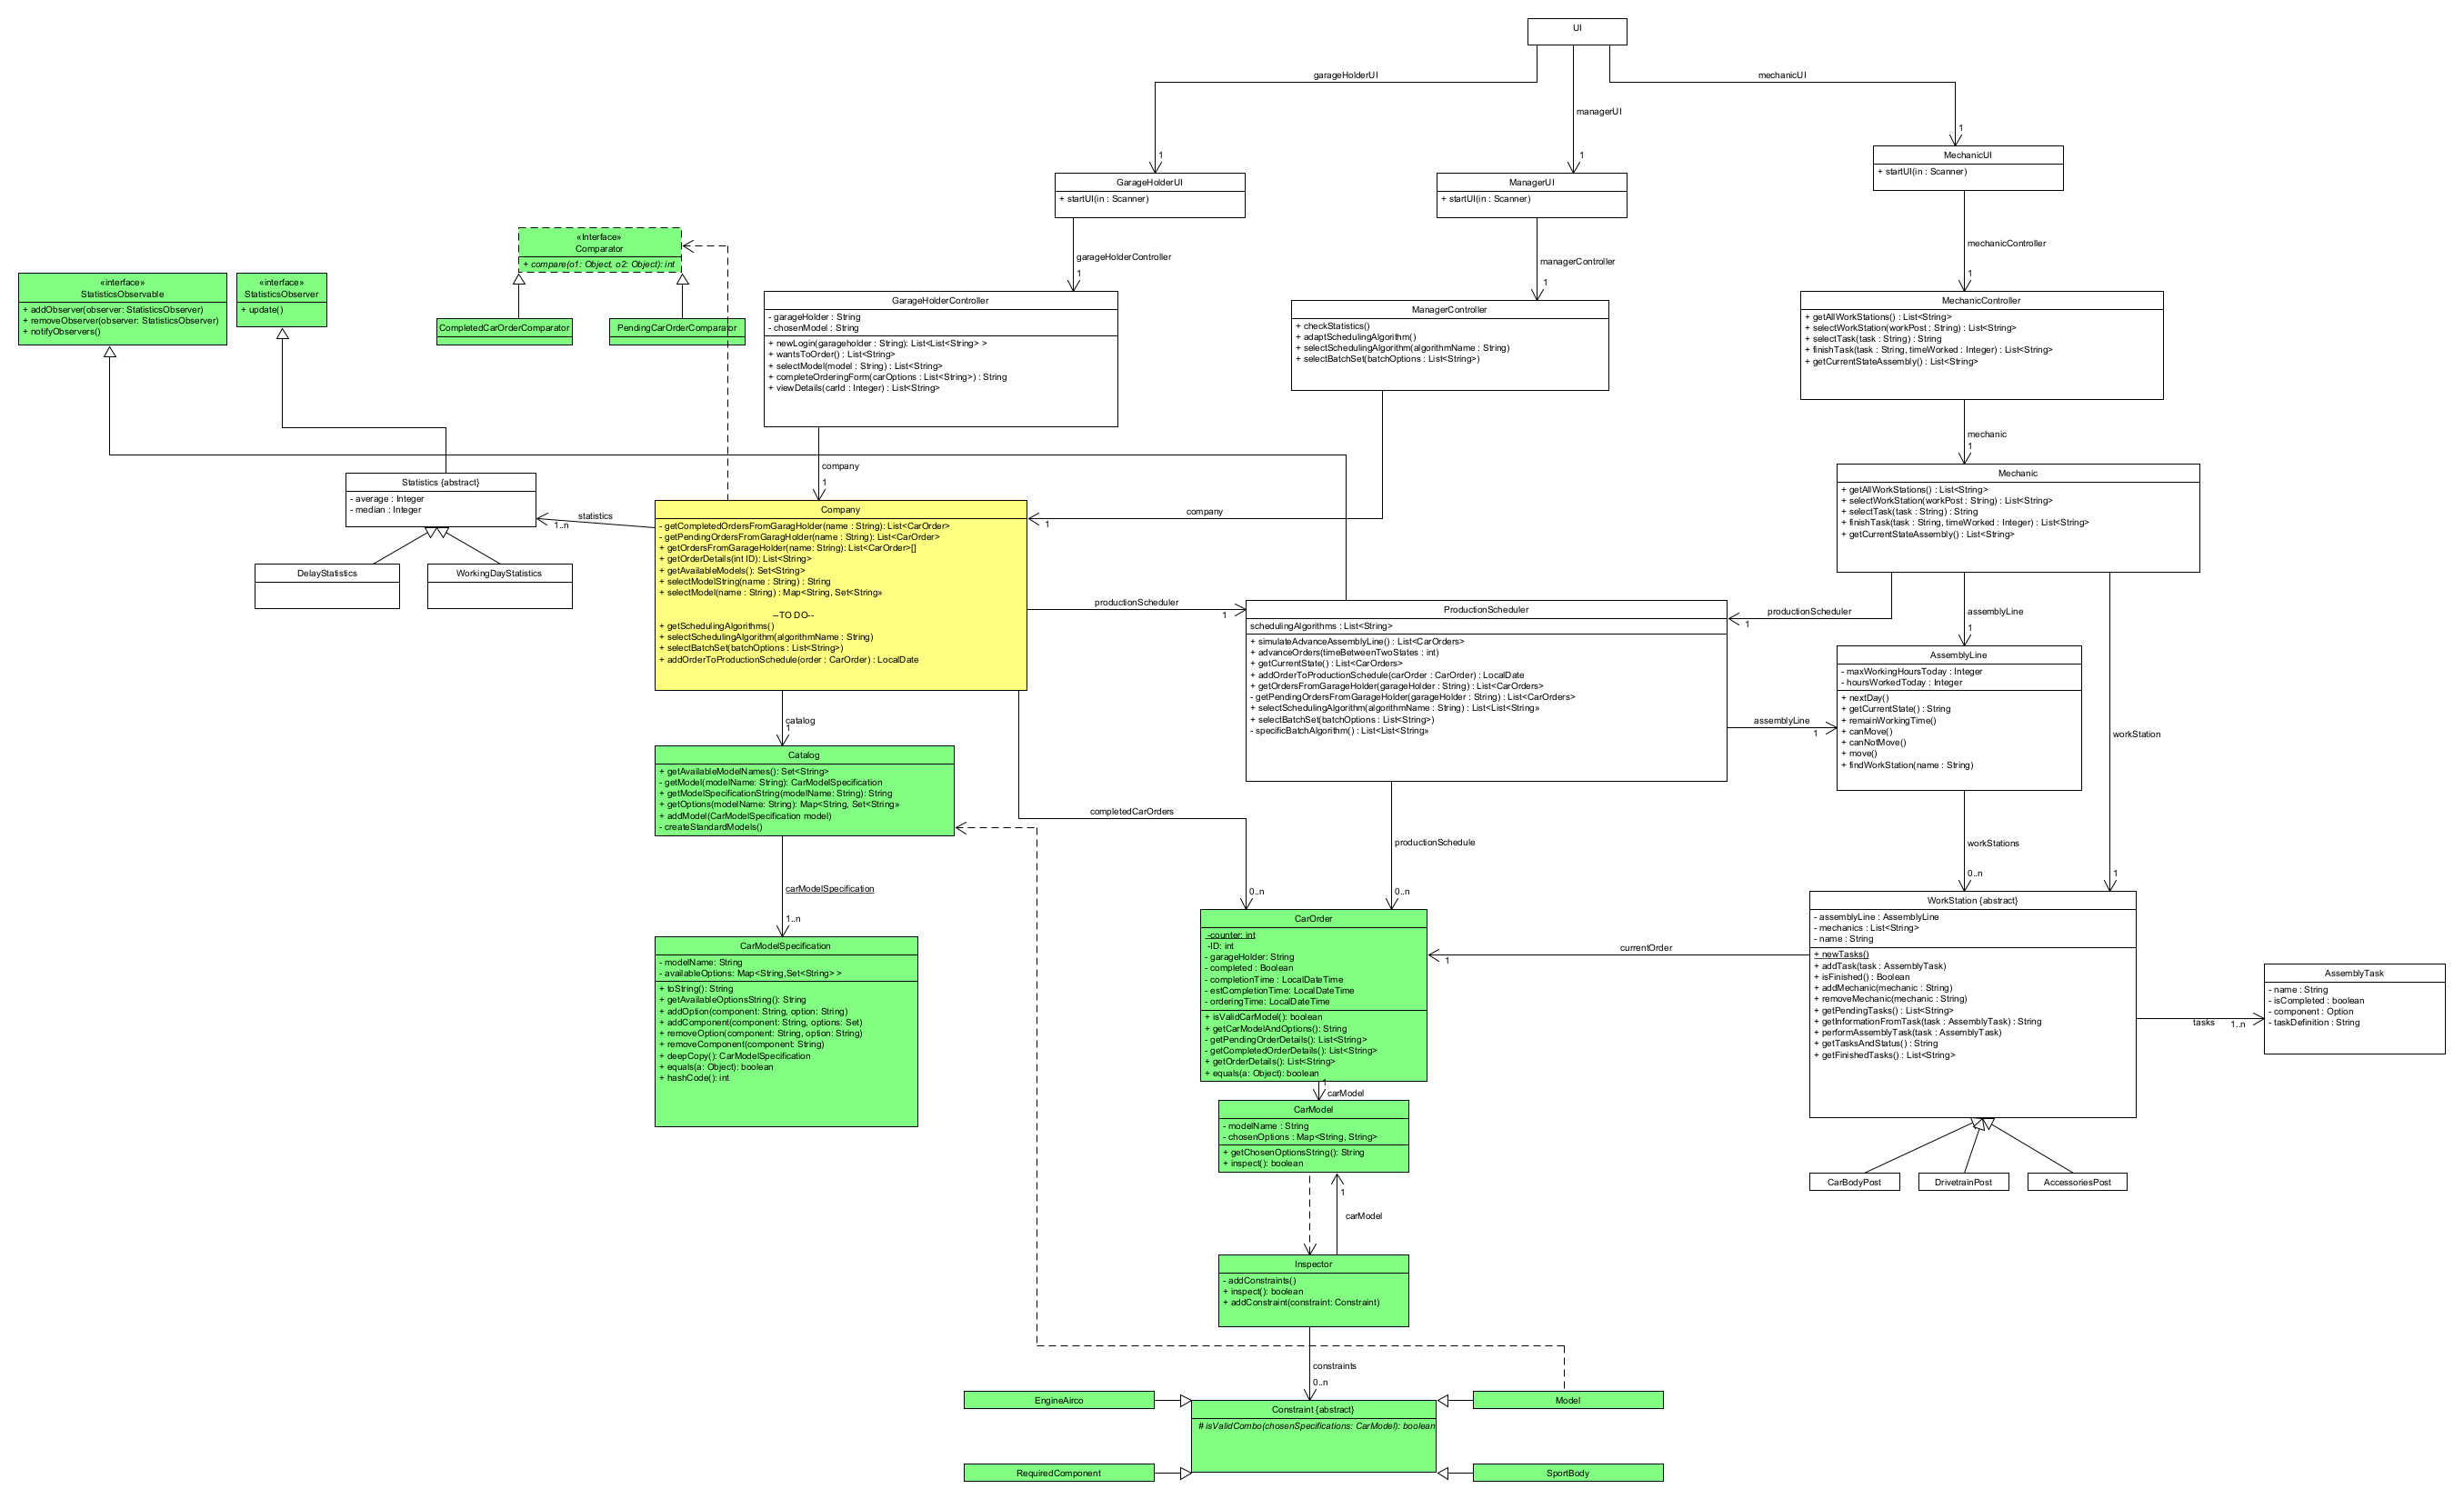 UI
garageHolderUI
managerUI
mechanicUI
1
1
1
GarageHolderUI
+ startUI(in : Scanner)
ManagerUI
+ startUI(in : Scanner)
MechanicUI
+ startUI(in : Scanner)
garageHolderController
1
managerController
1
mechanicController
1
«Interface»
Comparator
+ compare(o1: Object, o2: Object): int
«interface»
StatisticsObservable
+ addObserver(observer: StatisticsObserver)
+ removeObserver(observer: StatisticsObserver)
+ notifyObservers()
«interface»
StatisticsObserver
+ update()
CompletedCarOrderComparator
PendingCarOrderComparator
GarageHolderController
- garageHolder : String
- chosenModel : String
+ newLogin(garageholder : String): List<List<String> >
+ wantsToOrder() : List<String>
+ selectModel(model : String) : List<String>
+ completeOrderingForm(carOptions : List<String>) : String
+ viewDetails(carId : Integer) : List<String>
ManagerController
+ checkStatistics()
+ adaptSchedulingAlgorithm()
+ selectSchedulingAlgorithm(algorithmName : String)
+ selectBatchSet(batchOptions : List<String>)
MechanicController
+ getAllWorkStations() : List<String>
+ selectWorkStation(workPost : String) : List<String>
+ selectTask(task : String) : String
+ finishTask(task : String, timeWorked : Integer) : List<String>
+ getCurrentStateAssembly() : List<String>
company
1
mechanic
1
Statistics {abstract}
- average : Integer
- median : Integer
statistics
1..n
DelayStatistics
WorkingDayStatistics
Company
- getCompletedOrdersFromGaragHolder(name : String): List<CarOrder>
- getPendingOrdersFromGaragHolder(name : String): List<CarOrder>
+ getOrdersFromGarageHolder(name: String): List<CarOrder>[]
+ getOrderDetails(int ID): List<String>
+ getAvailableModels(): Set<String>
+ selectModelString(name : String) : String
+ selectModel(name : String) : Map<String, Set<String»
--TO DO--
+ getSchedulingAlgorithms()
+ selectSchedulingAlgorithm(algorithmName : String)
+ selectBatchSet(batchOptions : List<String>)
+ addOrderToProductionSchedule(order : CarOrder) : LocalDate
company
1
Mechanic
+ getAllWorkStations() : List<String>
+ selectWorkStation(workPost : String) : List<String>
+ selectTask(task : String) : String
+ finishTask(task : String, timeWorked : Integer) : List<String>
+ getCurrentStateAssembly() : List<String>
productionScheduler
1
productionScheduler
1
assemblyLine
1
workStation
1
ProductionScheduler
schedulingAlgorithms : List<String>
+ simulateAdvanceAssemblyLine() : List<CarOrders>
+ advanceOrders(timeBetweenTwoStates : int)
+ getCurrentState() : List<CarOrders>
+ addOrderToProductionSchedule(carOrder : CarOrder) : LocalDate
+ getOrdersFromGarageHolder(garageHolder : String) : List<CarOrders>
- getPendingOrdersFromGarageHolder(garageHolder : String) : List<CarOrders>
+ selectSchedulingAlgorithm(algorithmName : String) : List<List<String»
+ selectBatchSet(batchOptions : List<String>)
- specificBatchAlgorithm() : List<List<String»
assemblyLine
1
AssemblyLine
- maxWorkingHoursToday : Integer
- hoursWorkedToday : Integer
+ nextDay()
+ getCurrentState() : String
+ remainWorkingTime()
+ canMove()
+ canNotMove()
+ move()
+ findWorkStation(name : String)
catalog
1
Catalog
+ getAvailableModelNames(): Set<String>
- getModel(modelName: String): CarModelSpecification
+ getModelSpecificationString(modelName: String): String
+ getOptions(modelName: String): Map<String, Set<String»
+ addModel(CarModelSpecification model)
- createStandardModels()
completedCarOrders
0..n
productionSchedule
0..n
workStations
0..n
carModelSpecification
1..n
CarModelSpecification
- modelName: String
- availableOptions: Map<String,Set<String> >
+ toString(): String
+ getAvailableOptionsString(): String
+ addOption(component: String, option: String)
+ addComponent(component: String, options: Set)
+ removeOption(component: String, option: String)
+ removeComponent(component: String)
+ deepCopy(): CarModelSpecification
+ equals(a: Object): boolean
+ hashCode(): int
CarOrder
-counter: int
-ID: int
- garageHolder: String
- completed : Boolean
- completionTime : LocalDateTime
- estCompletionTime: LocalDateTime
- orderingTime: LocalDateTime
+ isValidCarModel(): boolean
+ getCarModelAndOptions(): String
- getPendingOrderDetails(): List<String>
- getCompletedOrderDetails(): List<String>
+ getOrderDetails(): List<String>
+ equals(a: Object): boolean
currentOrder
1
WorkStation {abstract}
- assemblyLine : AssemblyLine
- mechanics : List<String>
- name : String
+ newTasks()
+ addTask(task : AssemblyTask)
+ isFinished() : Boolean
+ addMechanic(mechanic : String)
+ removeMechanic(mechanic : String)
+ getPendingTasks() : List<String>
+ getInformationFromTask(task : AssemblyTask) : String
+ performAssemblyTask(task : AssemblyTask)
+ getTasksAndStatus() : String
+ getFinishedTasks() : List<String>
tasks
1..n
AssemblyTask
- name : String
- isCompleted : boolean
- component : Option
- taskDefinition : String
1
carModel
CarModel
- modelName : String
- chosenOptions : Map<String, String>
+ getChosenOptionsString(): String
+ inspect(): boolean
CarBodyPost
DrivetrainPost
AccessoriesPost
1
carModel
Inspector
- addConstraints()
+ inspect(): boolean
+ addConstraint(constraint: Constraint)
constraints
0..n
EngineAirco
Model
Constraint {abstract}
# isValidCombo(chosenSpecifications: CarModel): boolean
RequiredComponent
SportBody